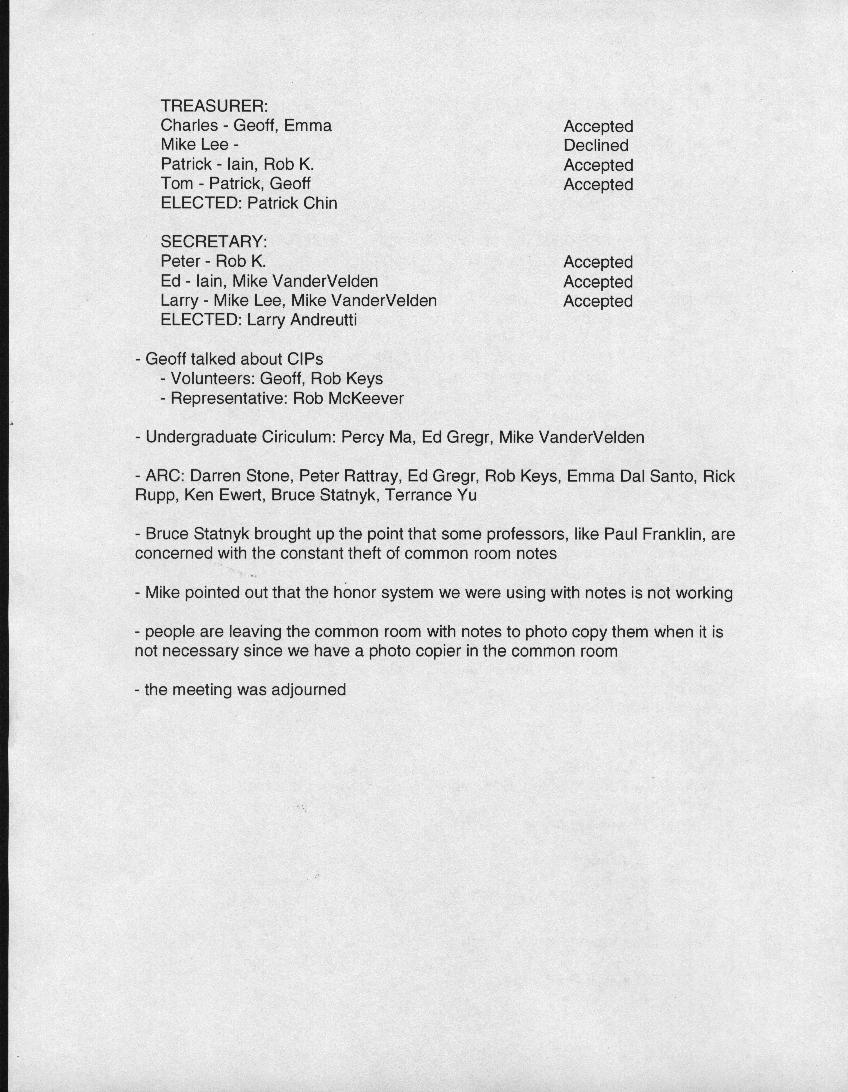 TREASURER:
Charles - Geoff, Emma Accepted
Mike Lee - Declined
Patrick - Iain, Rob K. Accepted
Tom - Patrick, Geoff Accepted
ELECTED: Patrick Chin
SECRETARY:
Peter - Rob K. Accepted
Ed - Iain, Mike VanderVelden Accepted
Larry - Mike Lee, Mike VanderVelden Accepted
ELECTED: Larry Andreutti
- Geoff talked about CIPs
- Volunteers: Geoff, Rob Keys
- Representative: Rob McKeever
- Undergraduate Ciriculum: Percy Ma, Ed Gregr, Mike VanderVelden
- ARC: Darren Stone, Peter Rattray, Ed Gregr, Rob Keys, Emma Dal Santo, Rick
Rupp, Ken Ewert, Bruce Statnyk, Terrance Yu
- Bruce Statnyk brought up the point that some professors, like Paul Franklin, are
concerned with the constant theft of common room notes
- Mike pointed out that the honor system we were using with notes is not working
- people are leaving the common room with notes to photo copy them when it is
not necessary since we have a photo copier in the common room
- the meeting was adjourned